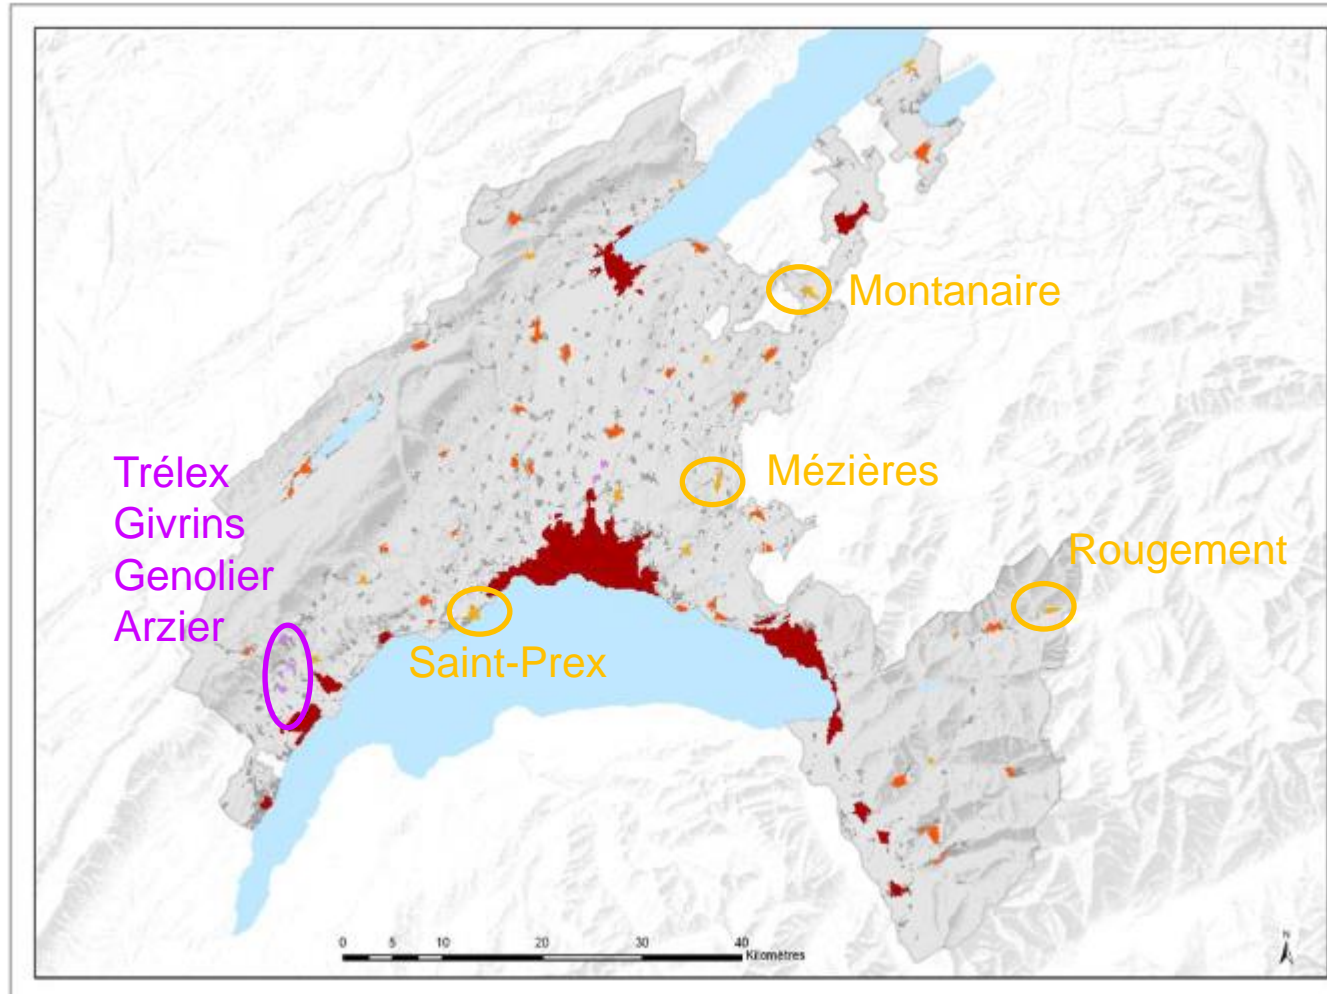 Montanaire
Mézières
Trélex
Givrins
Genolier
Arzier
Rougement
Saint-Prex
0 5 10 20 30 40
Kilomètres
N